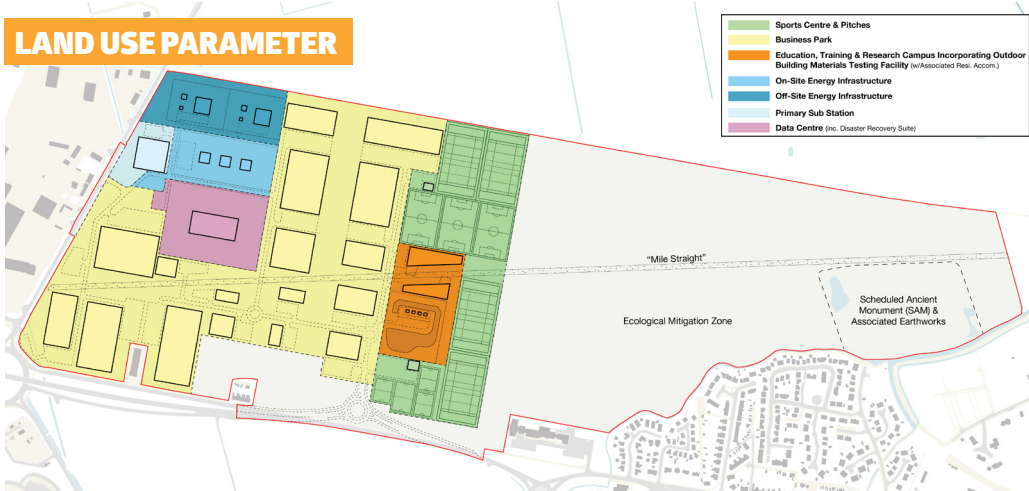 LAND USE PARAMETER
Sports Centre & Pitches
Business Park
Education, Training & Research Campus Incorporating Outdoor
Building Materials Testing Facility (w/Associated Resi. Accom.)
On-Site Energy Infrastructure
Off-Site Energy Infrastructure
Primary Sub Station
Data Centre (inc. Disaster Recovery Suite)
"Mile Straight"
Ecological Mitigation Zone
Scheduled Ancient
Monument (SAM) &
Associated Earthworks